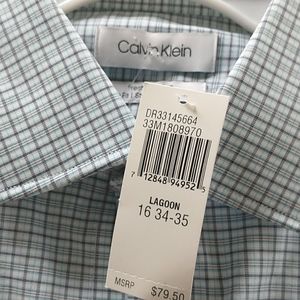 Calvin Klein
DR33145664
33M1808970
7 12848 94952 5
LAGOON
16 34-35
MSRP $79.50